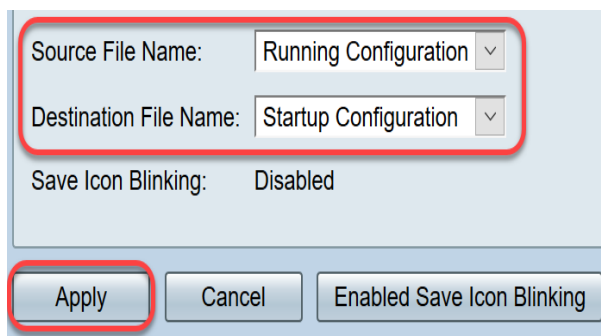 Source File Name: Running Configuration
Destination File Name: Startup Configuration
Save Icon Blinking: Disabled
Apply Cancel Enabled Save Icon Blinking